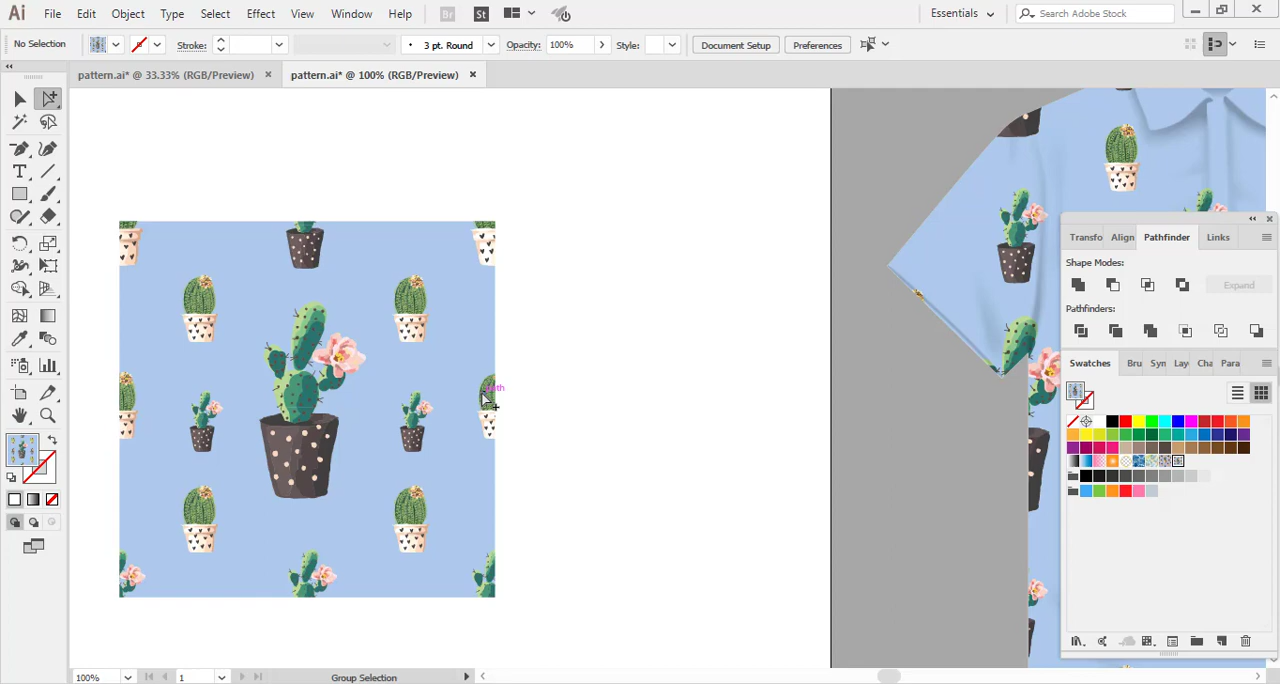 Ai File Edit Object Type Select Effect View Window Help Br St Essentials Search Adobe Stock
No Selection Stroke: 3 pt. Round Opacity: 100% Style: Document Setup Preferences
pattern.ai* @ 33.33% (RGB/Preview) × pattern.ai* @ 100% (RGB/Preview) ×
Transfo Align Pathfinder Links
Shape Modes:
Expand
Pathfinders:
Swatches Bru Syn Lay Cha Para
100% 1 Group Selection